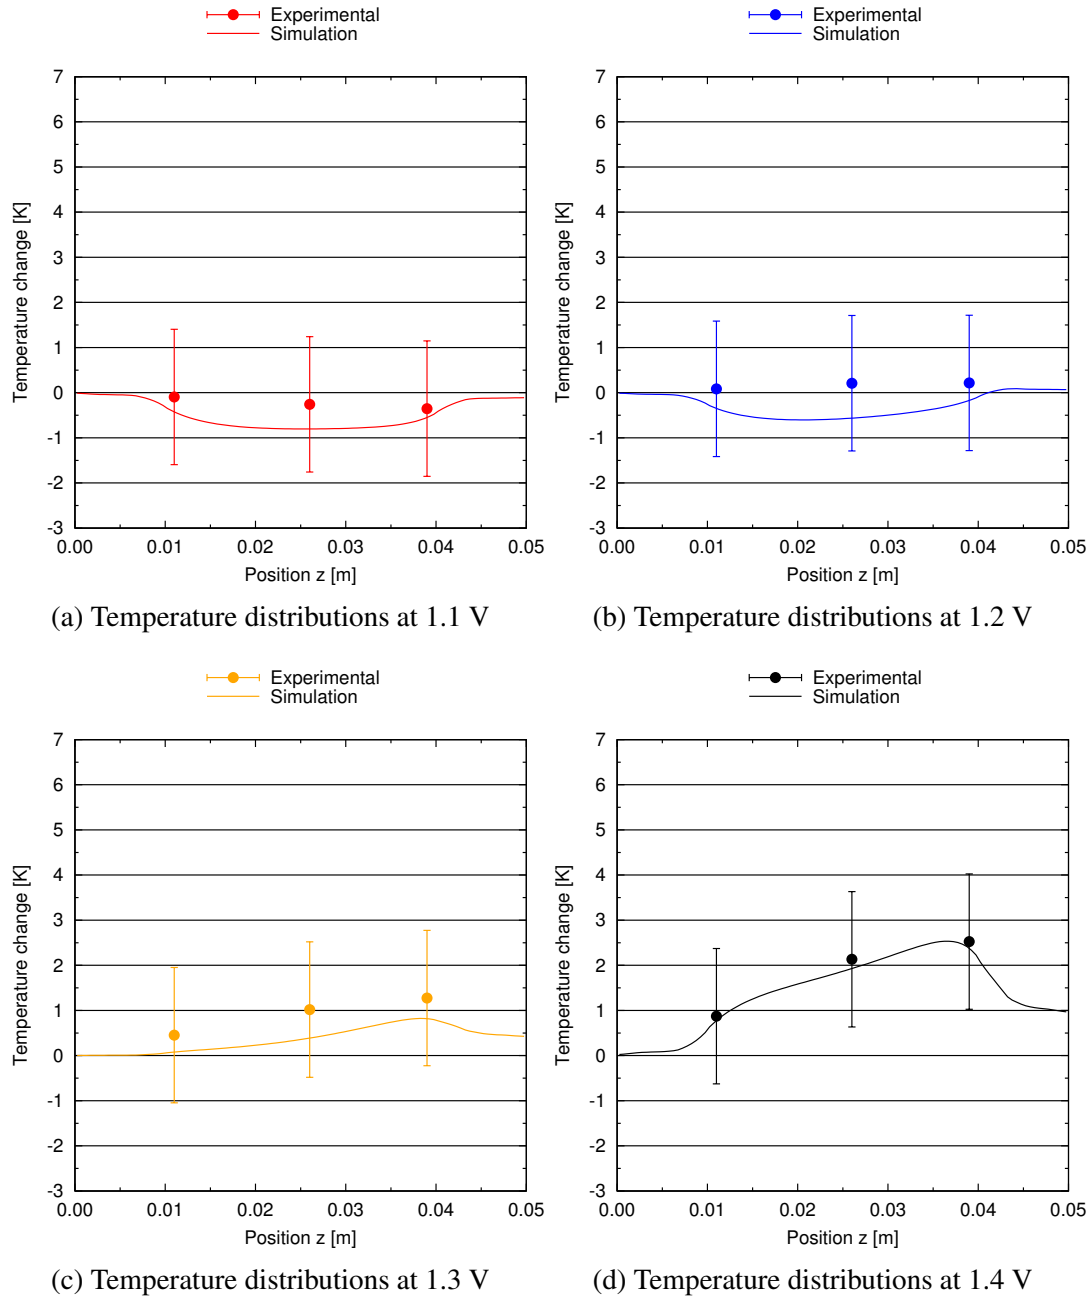 Experimental
Simulation
Experimental
Simulation
7
6
5
4
3
2
1
0
-1
-2
-3
Temperature change [K]
0.00 0.01 0.02 0.03 0.04 0.05
Position z [m]
7
6
5
4
3
2
1
0
-1
-2
-3
Temperature change [K]
0.00 0.01 0.02 0.03 0.04 0.05
Position z [m]
(a) Temperature distributions at 1.1 V
(b) Temperature distributions at 1.2 V
Experimental
Simulation
Experimental
Simulation
7
6
5
4
3
2
1
0
-1
-2
-3
Temperature change [K]
0.00 0.01 0.02 0.03 0.04 0.05
Position z [m]
7
6
5
4
3
2
1
0
-1
-2
-3
Temperature change [K]
0.00 0.01 0.02 0.03 0.04 0.05
Position z [m]
(c) Temperature distributions at 1.3 V
(d) Temperature distributions at 1.4 V